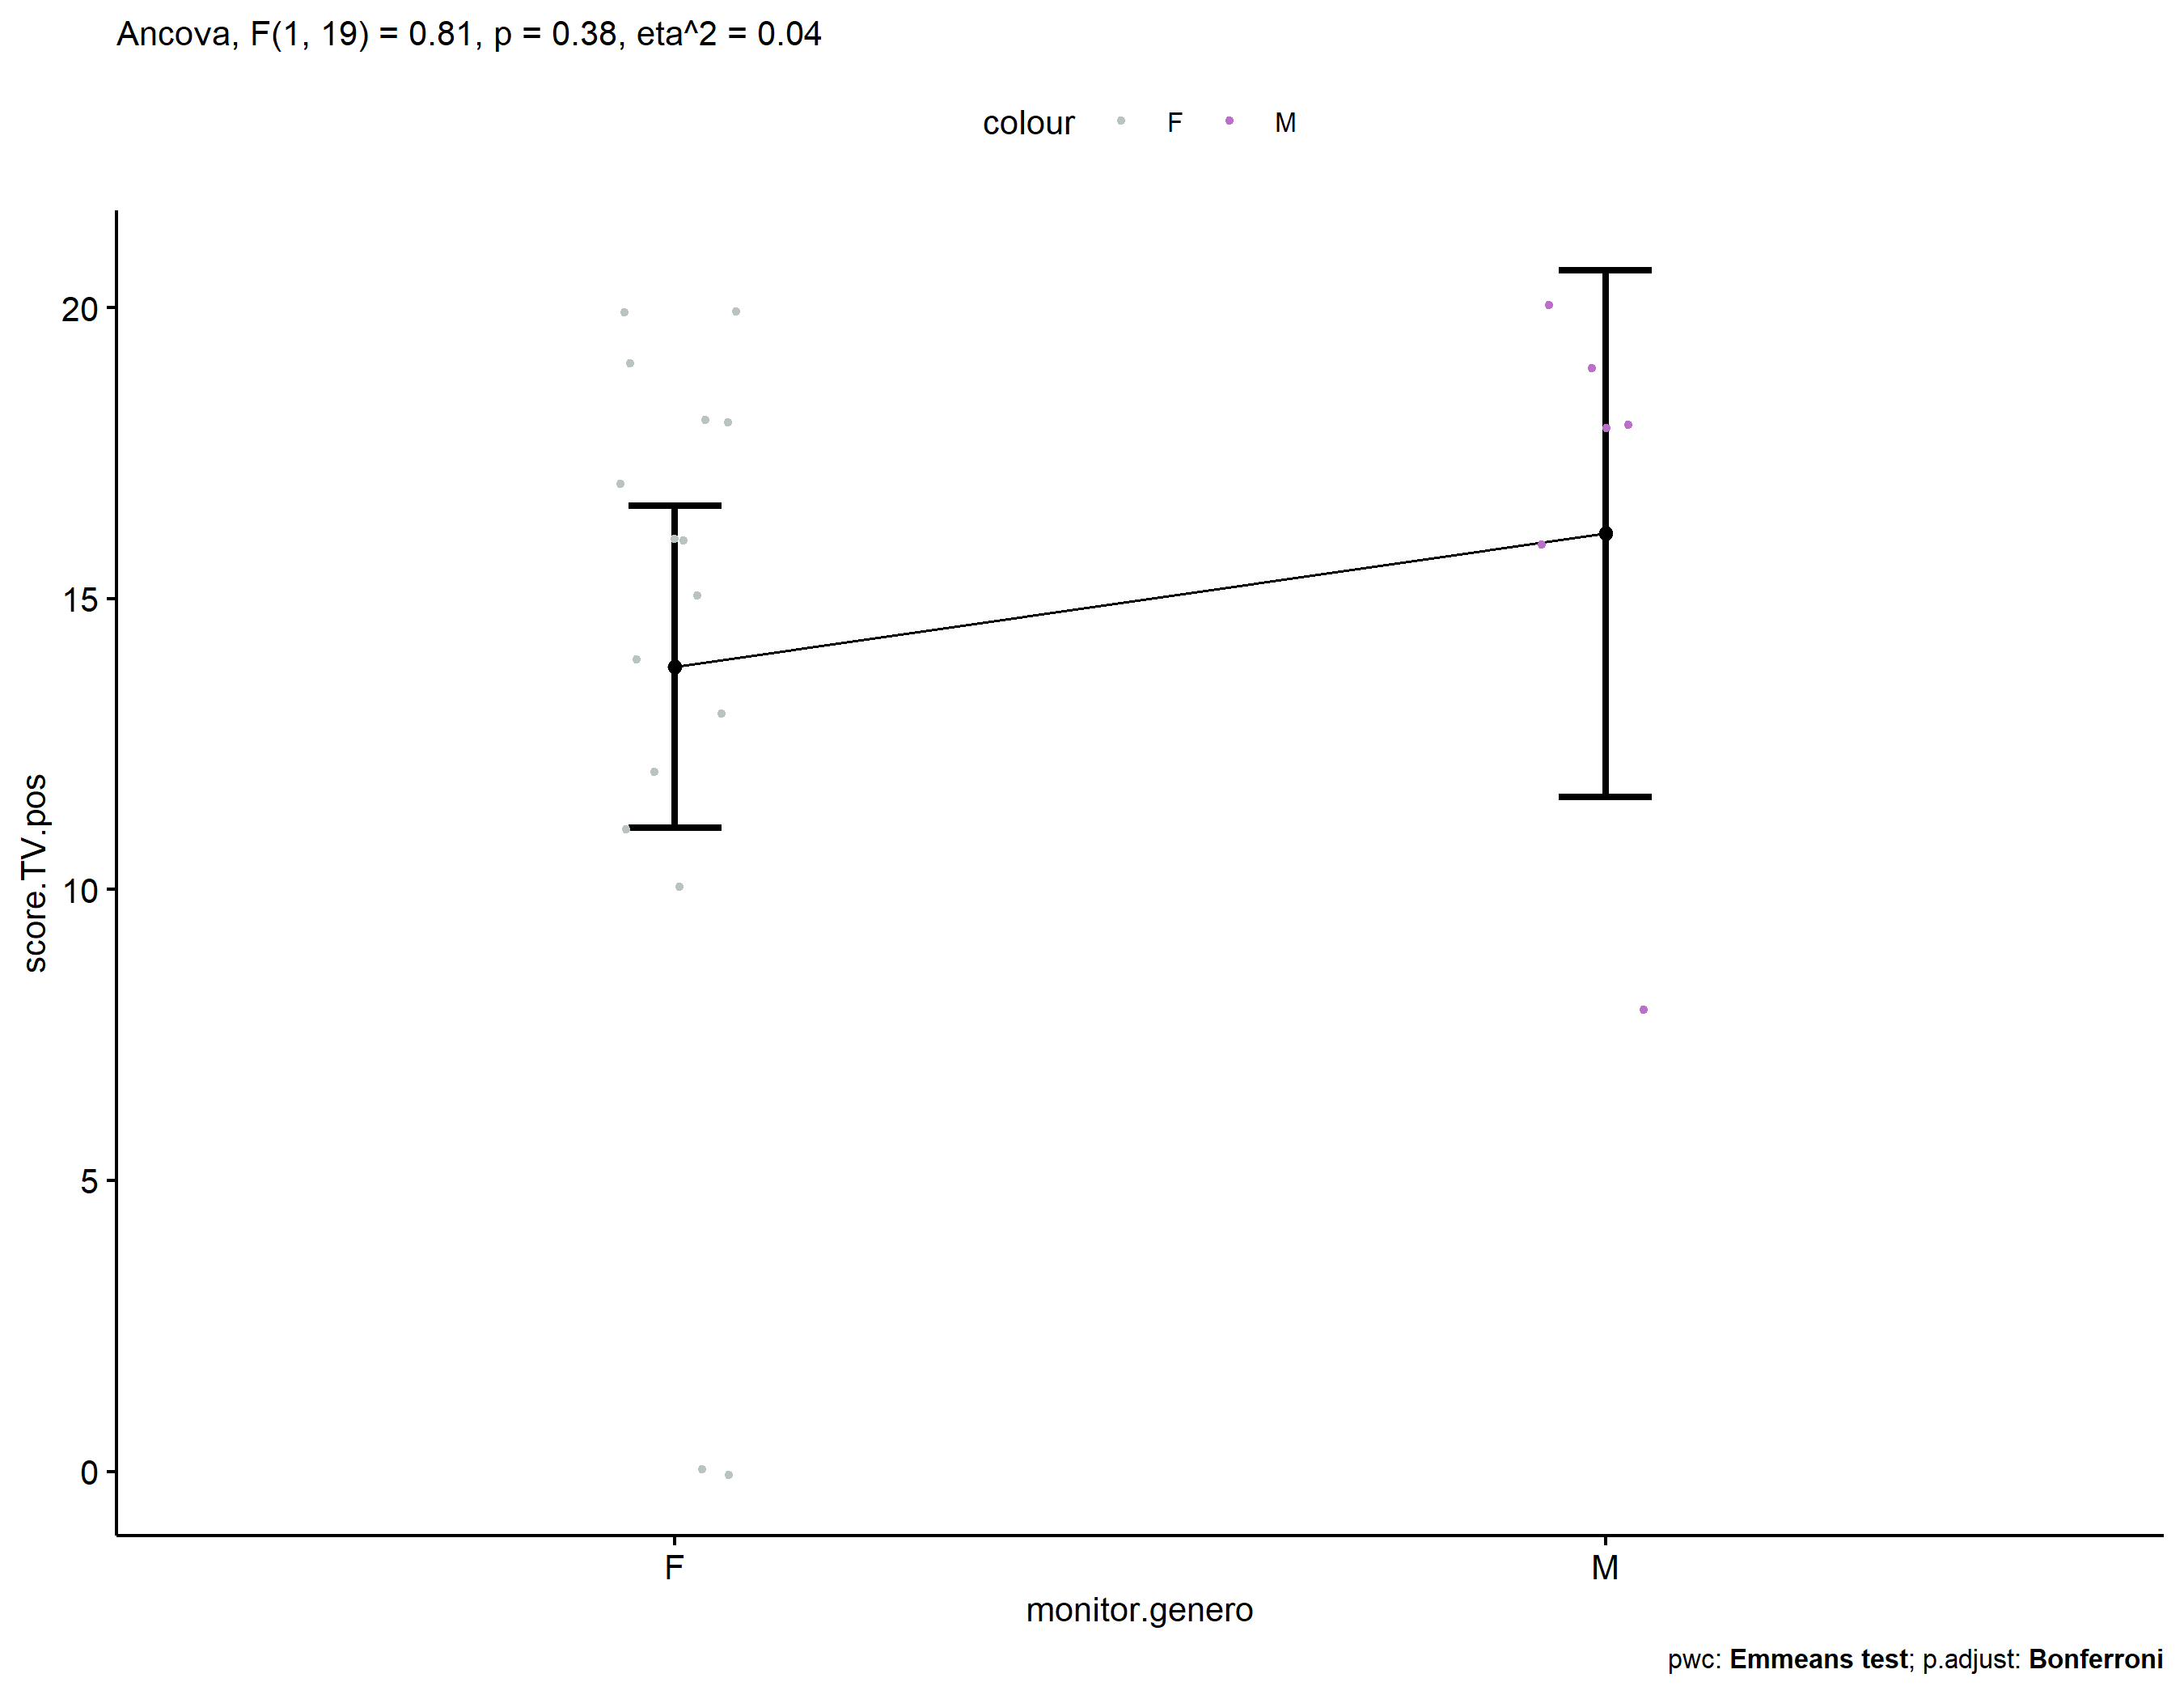 Ancova, F(1, 19) = 0.81, p = 0.38, eta^2 = 0.04
colour F M
20
15
10
5
0
score.TV.pos
F M
monitor.genero
pwc: Emmeans test; p.adjust: Bonferroni